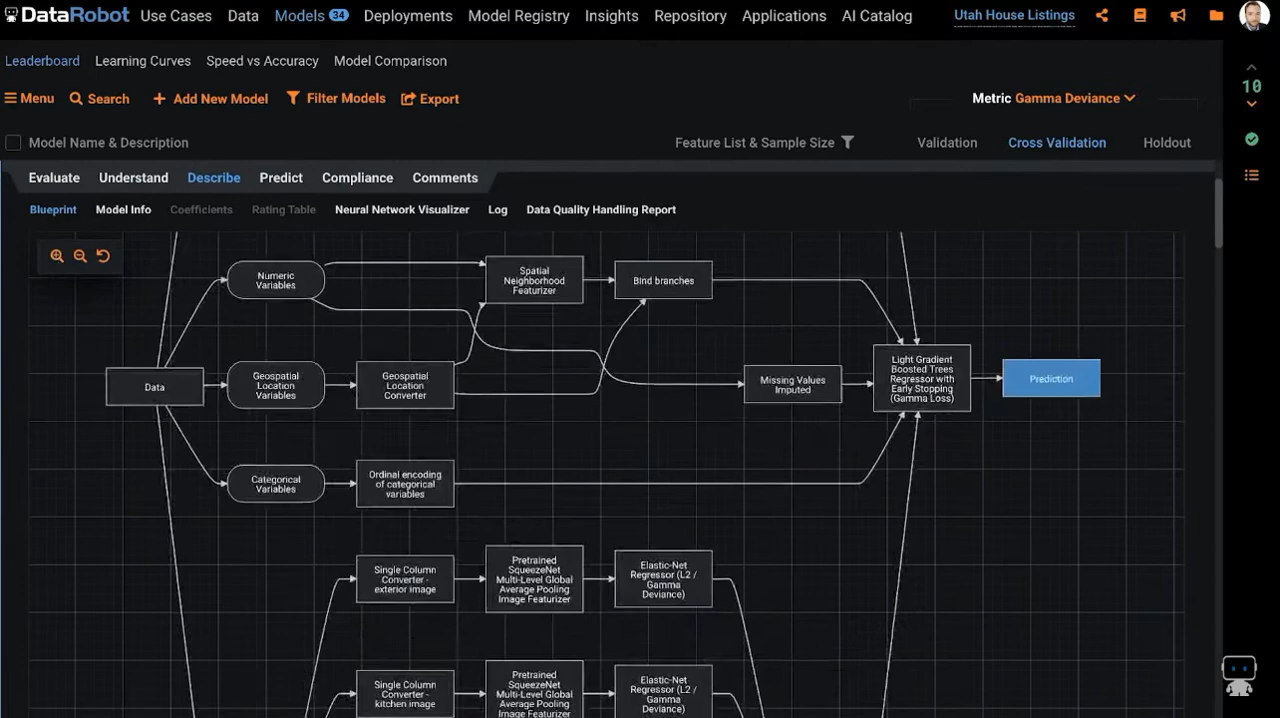 DataRobot Use Cases Data Models 34 Deployments Model Registry Insights Repository Applications AI Catalog Utah House Listings
Leaderboard Learning Curves Speed vs Accuracy Model Comparison
10
Menu Search + Add New Model Filter Models Export Metric Gamma Deviance
Model Name & Description Feature List & Sample Size Validation Cross Validation Holdout
Evaluate Understand Describe Predict Compliance Comments
Blueprint Model Info Coefficients Rating Table Neural Network Visualizer Log Data Quality Handling Report
Numeric
Variables
Spatial
Neighborhood
Featurizer
Bind branches
Data
Geospatial
Location
Variables
Geospatial
Location
Converter
Missing Values
Imputed
Light Gradient
Boosted Trees
Regressor with
Early Stopping
(Gamma Loss)
Prediction
Categorical
Variables
Ordinal encoding
of categorical
variables
Single Column
Converter -
exterior image
Pretrained
SqueezeNet
Multi-Level Global
Average Pooling
Image Featurizer
Elastic-Net
Regressor (L2 /
Gamma
Deviance)
Single Column
Converter -
kitchen image
Pretrained
SqueezeNet
Multi-Level Global
Average Pooling
Image Featurizer
Elastic-Net
Regressor (L2 /
Gamma
Deviance)